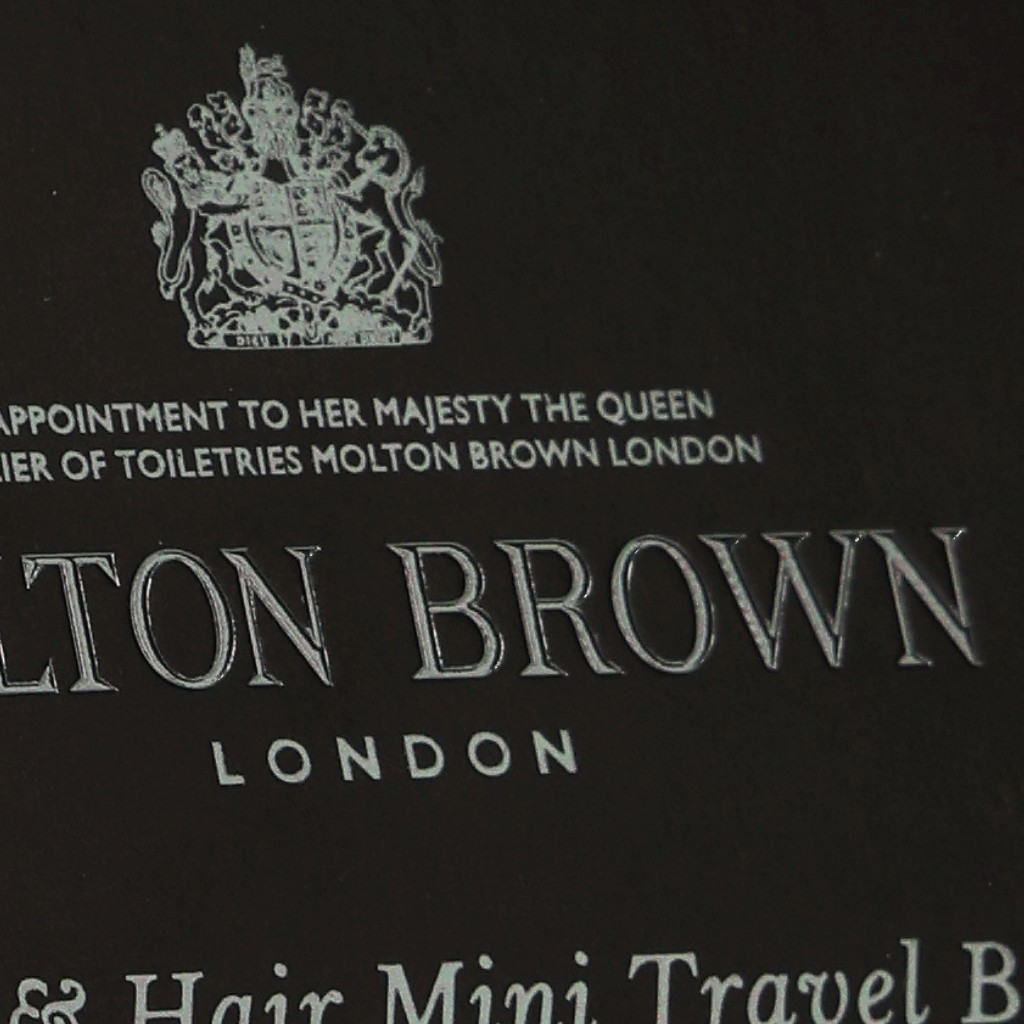 APPOINTMENT TO HER MAJESTY THE QUEEN
IER OF TOILETRIES MOLTON BROWN LONDON
LTON BROWN
LONDON
& Hair Mini Travel B